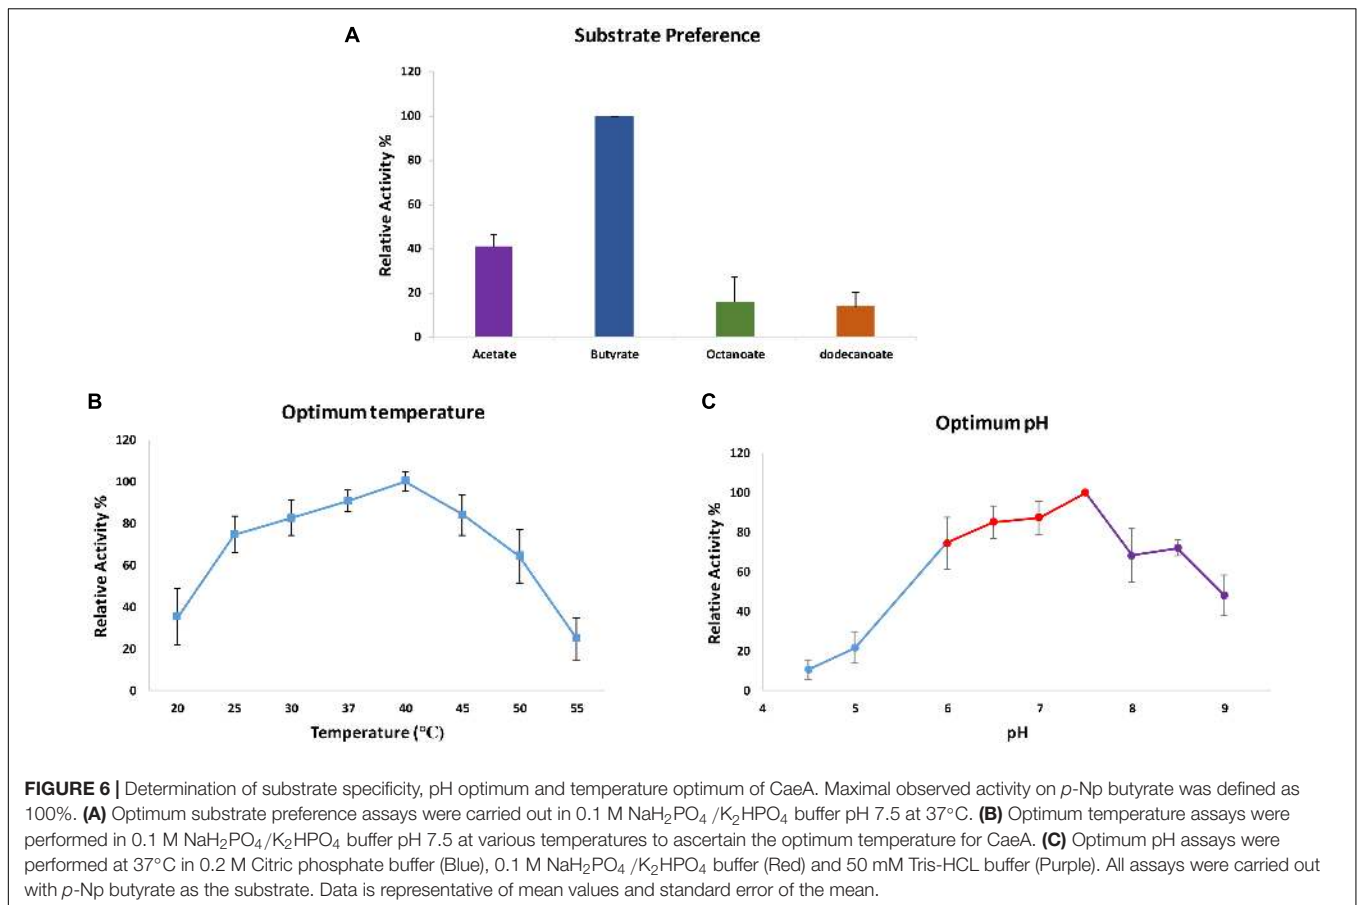 A
Substrate Preference
120
100
80
60
40
20
0
Relative Activity %
Acetate Butyrate Octanoate dodecanoate
B
Optimum temperature
120
100
80
60
40
20
0
Relative Activity %
20 25 30 37 40 45 50 55
Temperature (°C)
C
Optimum pH
120
100
80
60
40
20
0
Relative Activity %
4 5 6 7 8 9
pH
FIGURE 6 | Determination of substrate specificity, pH optimum and temperature optimum of CaeA. Maximal observed activity on p-Np butyrate was defined as
100%. (A) Optimum substrate preference assays were carried out in 0.1 M NaH₂PO₄ /K₂HPO₄ buffer pH 7.5 at 37°C. (B) Optimum temperature assays were
performed in 0.1 M NaH₂PO₄/K₂HPO₄ buffer pH 7.5 at various temperatures to ascertain the optimum temperature for CaeA. (C) Optimum pH assays were
performed at 37°C in 0.2 M Citric phosphate buffer (Blue), 0.1 M NaH₂PO₄ /K₂HPO₄ buffer (Red) and 50 mM Tris-HCL buffer (Purple). All assays were carried out
with p-Np butyrate as the substrate. Data is representative of mean values and standard error of the mean.